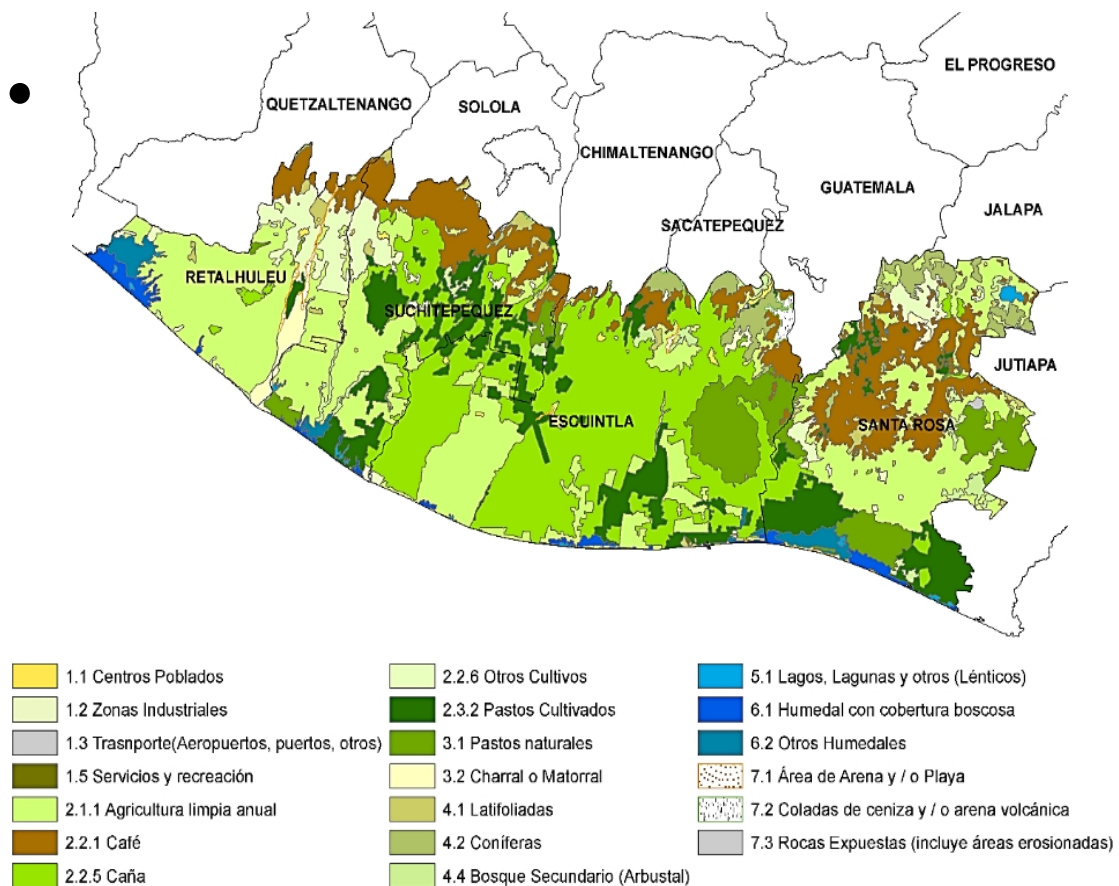 EL PROGRESO
QUETZALTENANGO
SOLOLA
CHIMALTENANGO
GUATEMALA
JALAPA
SACATEPEQUEZ
RETALHULEU
SUCHITEPEQUEZ
JUTIAPA
ESCUINTLA
SANTA ROSA
1.1 Centros Poblados
1.2 Zonas Industriales
1.3 Trasnporte(Aeropuertos, puertos, otros)
1.5 Servicios y recreación
2.1.1 Agricultura limpia anual
2.2.1 Café
2.2.5 Caña
2.2.6 Otros Cultivos
2.3.2 Pastos Cultivados
3.1 Pastos naturales
3.2 Charral o Matorral
4.1 Latifoliadas
4.2 Coníferas
4.4 Bosque Secundario (Arbustal)
5.1 Lagos, Lagunas y otros (Lénticos)
6.1 Humedal con cobertura boscosa
6.2 Otros Humedales
7.1 Área de Arena y / o Playa
7.2 Coladas de ceniza y / o arena volcánica
7.3 Rocas Expuestas (incluye áreas erosionadas)